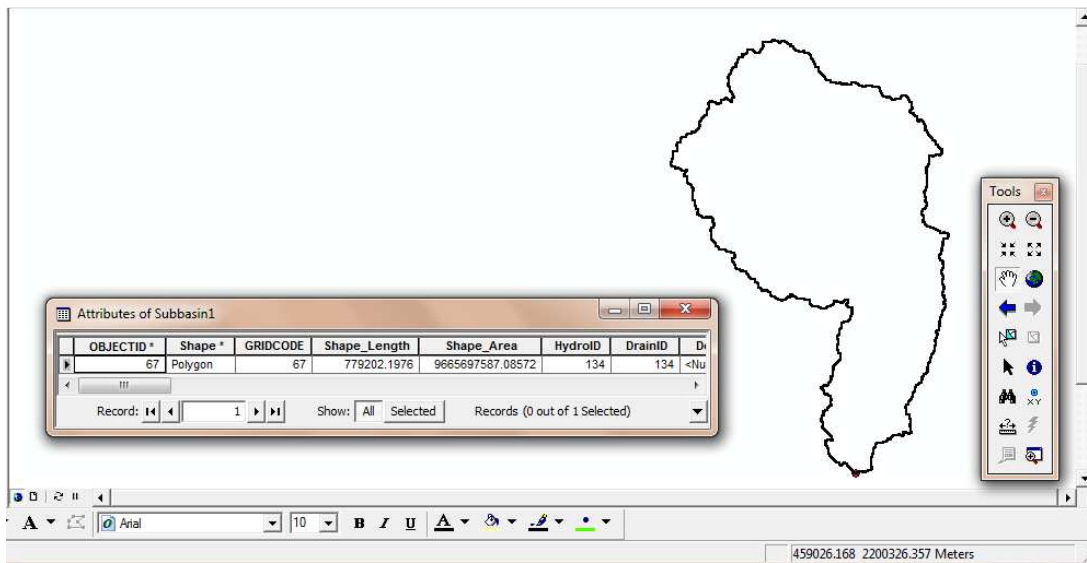 Tools
Attributes of Subbasin1
OBJECTID * Shape * GRIDCODE Shape_Length Shape_Area HydroID DrainID De
67 Polygon 67 779202.1976 9665697587.08572 134 134 <Nu
Record: 1 Show: All Selected Records (0 out of 1 Selected)
A Arial 10 B I U A
459026.168 2200326.357 Meters